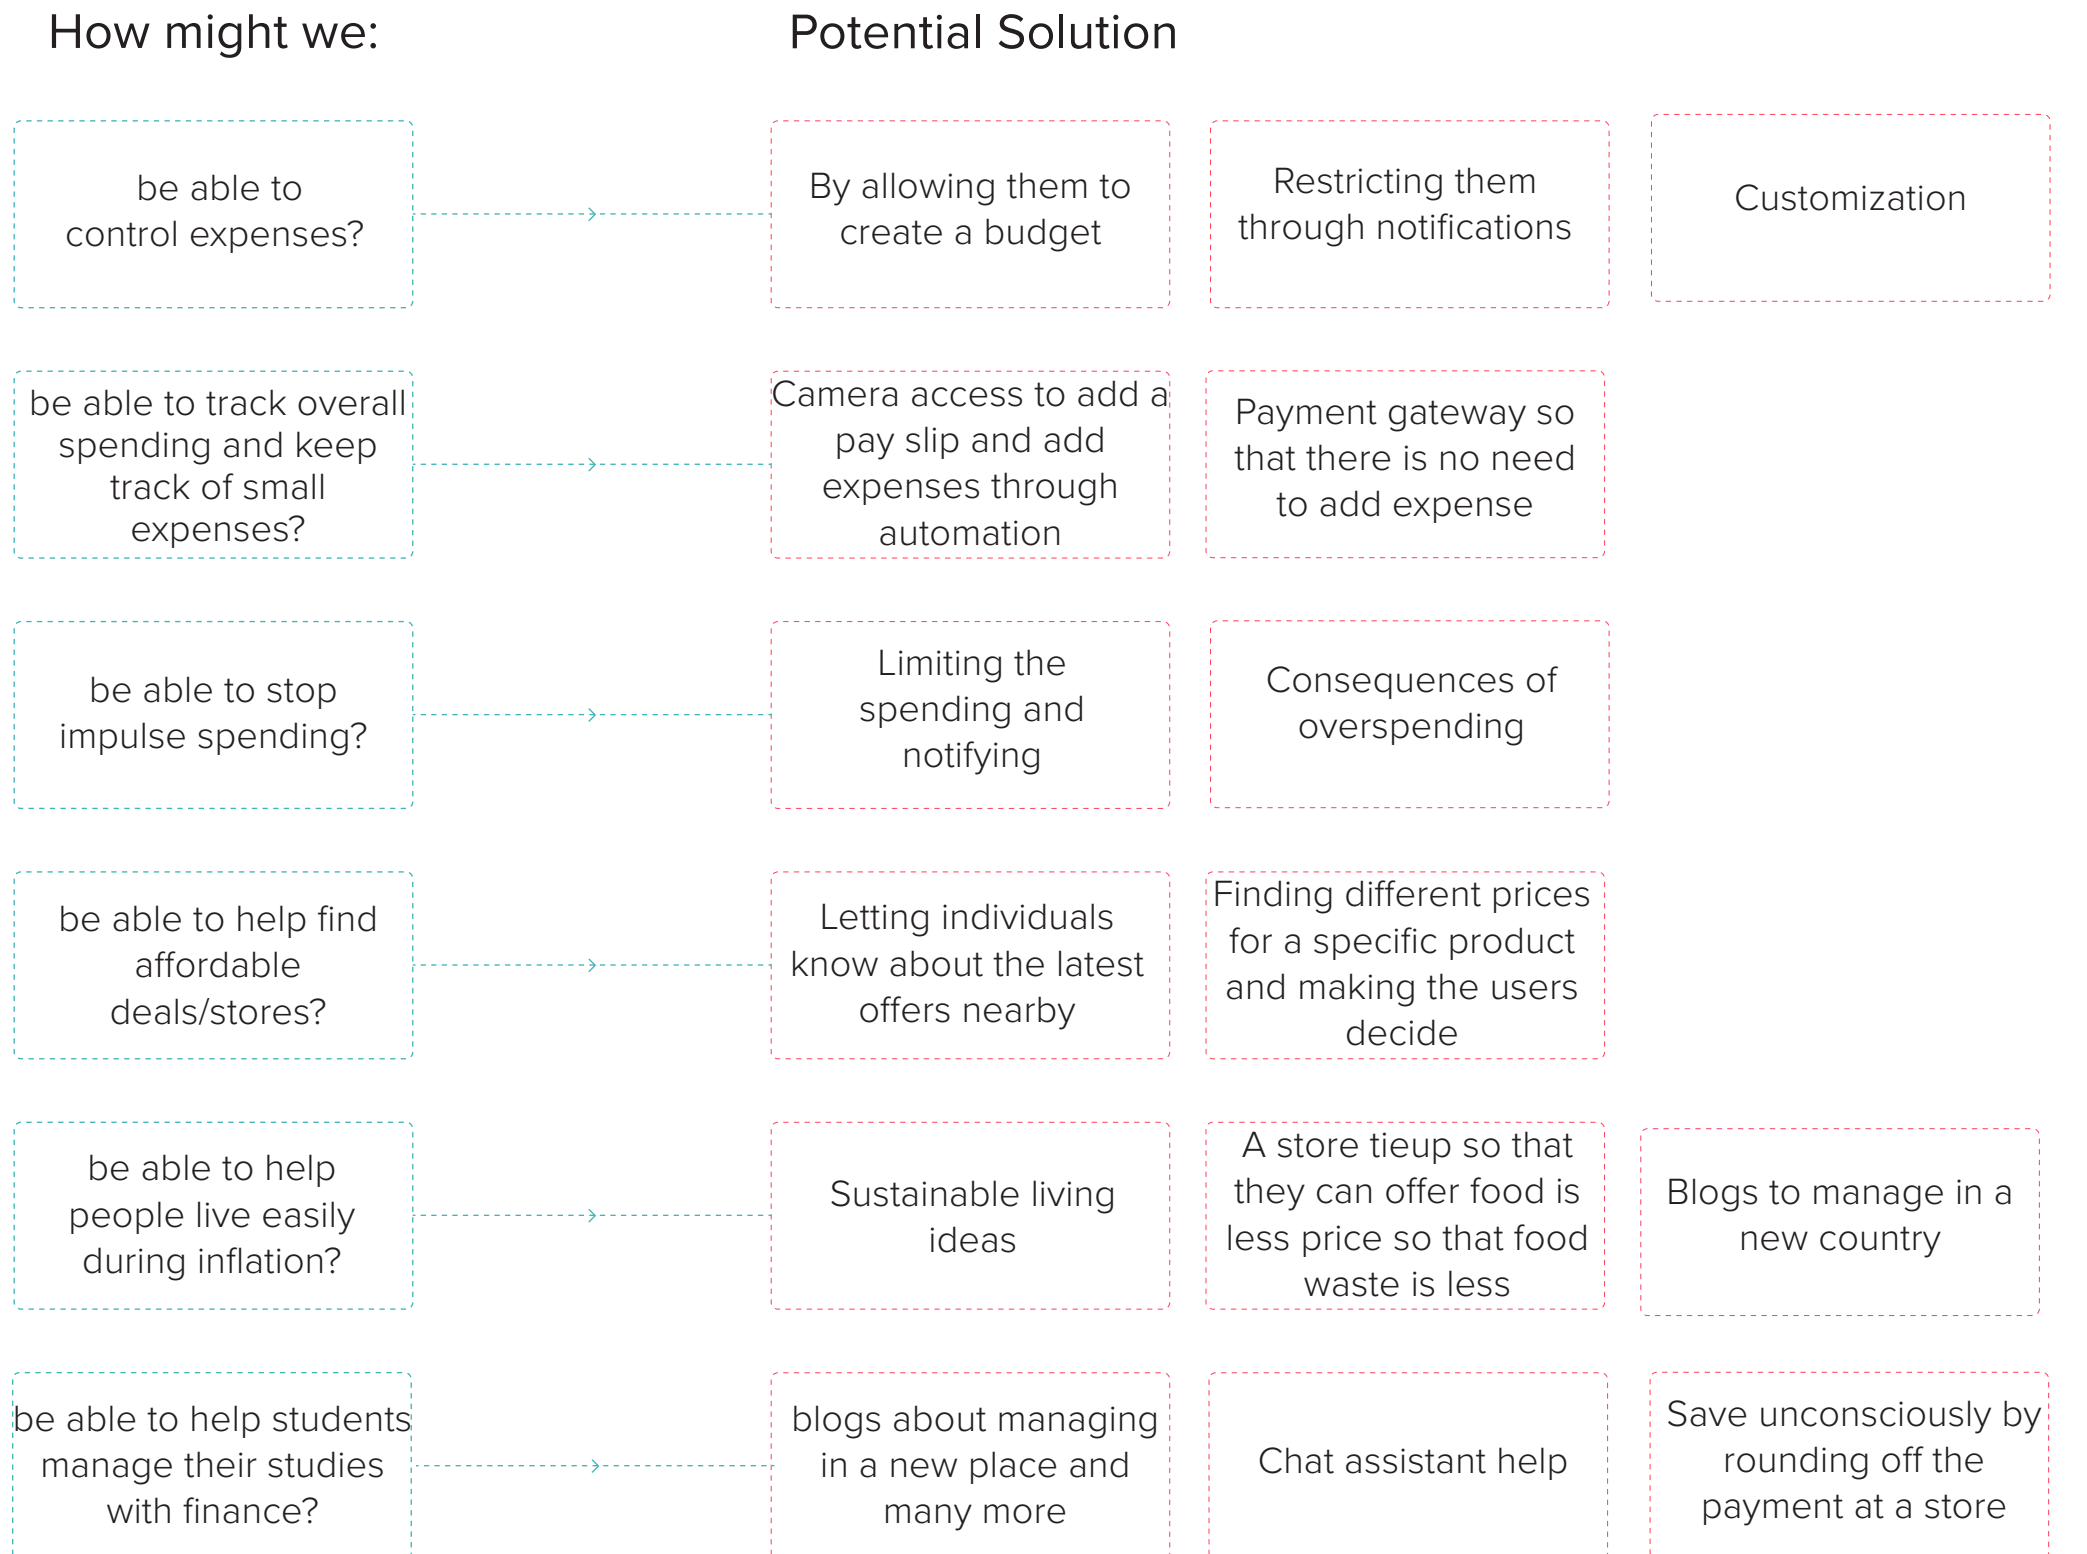 How might we:
Potential Solution
be able to
control expenses?
By allowing them to
create a budget
Restricting them
through notifications
Customization
be able to track overall
spending and keep
track of small
expenses?
Camera access to add a
pay slip and add
expenses through
automation
Payment gateway so
that there is no need
to add expense
be able to stop
impulse spending?
Limiting the
spending and
notifying
Consequences of
overspending
be able to help find
affordable
deals/stores?
Letting individuals
know about the latest
offers nearby
Finding different prices
for a specific product
and making the users
decide
be able to help
people live easily
during inflation?
Sustainable living
ideas
A store tieup so that
they can offer food is
less price so that food
waste is less
Blogs to manage in a
new country
be able to help students
manage their studies
with finance?
blogs about managing
in a new place and
many more
Chat assistant help
Save unconsciously by
rounding off the
payment at a store